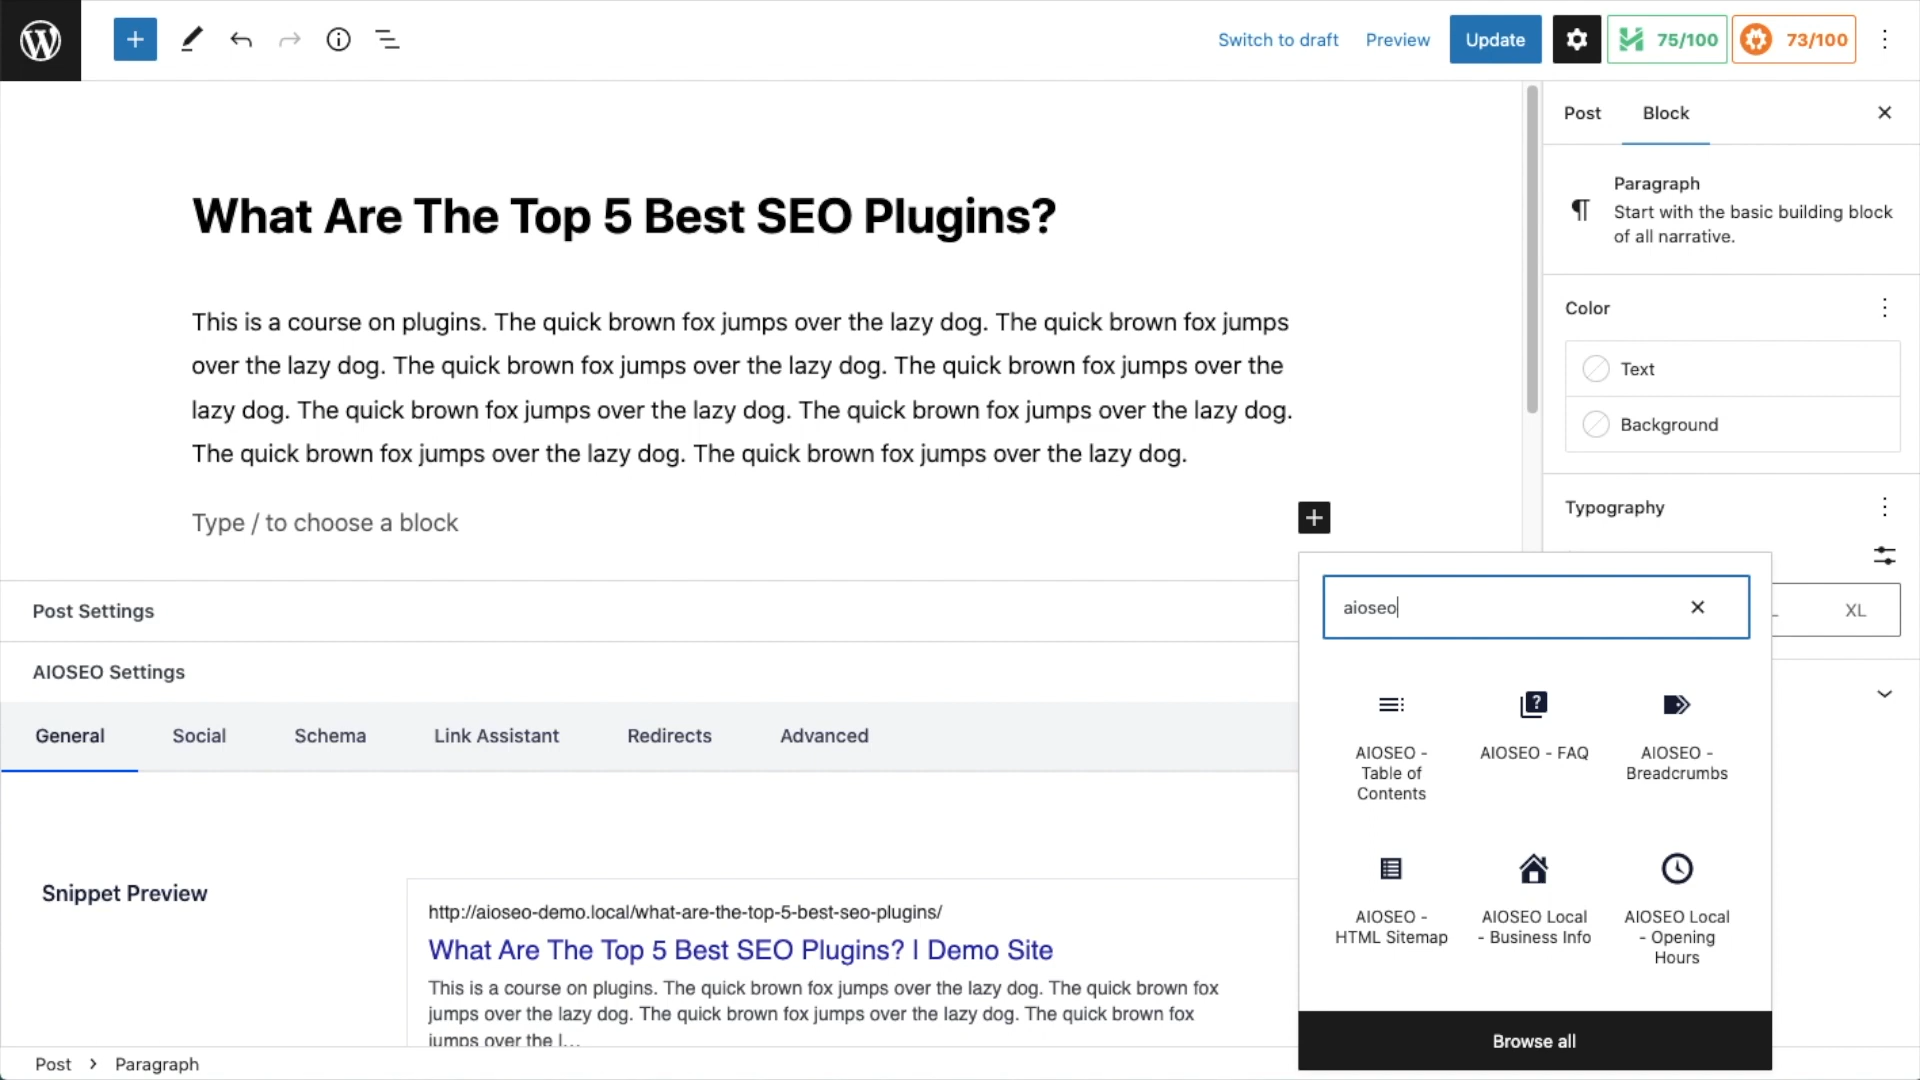 Switch to draft
Preview
Update
75/100
73/100
Post
Block
What Are The Top 5 Best SEO Plugins?
Paragraph
Start with the basic building block
of all narrative.
Color
Text
Background
Typography
XL
This is a course on plugins. The quick brown fox jumps over the lazy dog. The quick brown fox jumps
over the lazy dog. The quick brown fox jumps over the lazy dog. The quick brown fox jumps over the
lazy dog. The quick brown fox jumps over the lazy dog. The quick brown fox jumps over the lazy dog.
The quick brown fox jumps over the lazy dog. The quick brown fox jumps over the lazy dog.
Type / to choose a block
Post Settings
AIOSEO Settings
General
Social
Schema
Link Assistant
Redirects
Advanced
Snippet Preview
http://aioseo-demo.local/what-are-the-top-5-best-seo-plugins/
What Are The Top 5 Best SEO Plugins? | Demo Site
This is a course on plugins. The quick brown fox jumps over the lazy dog. The quick brown fox
jumps over the lazy dog. The quick brown fox jumps over the lazy dog. The quick brown fox
jumps over the l...
aioseo
AIOSEO -
Table of
Contents
AIOSEO - FAQ
AIOSEO -
Breadcrumbs
AIOSEO -
HTML Sitemap
AIOSEO Local
- Business Info
AIOSEO Local
- Opening
Hours
Browse all
Post
Paragraph